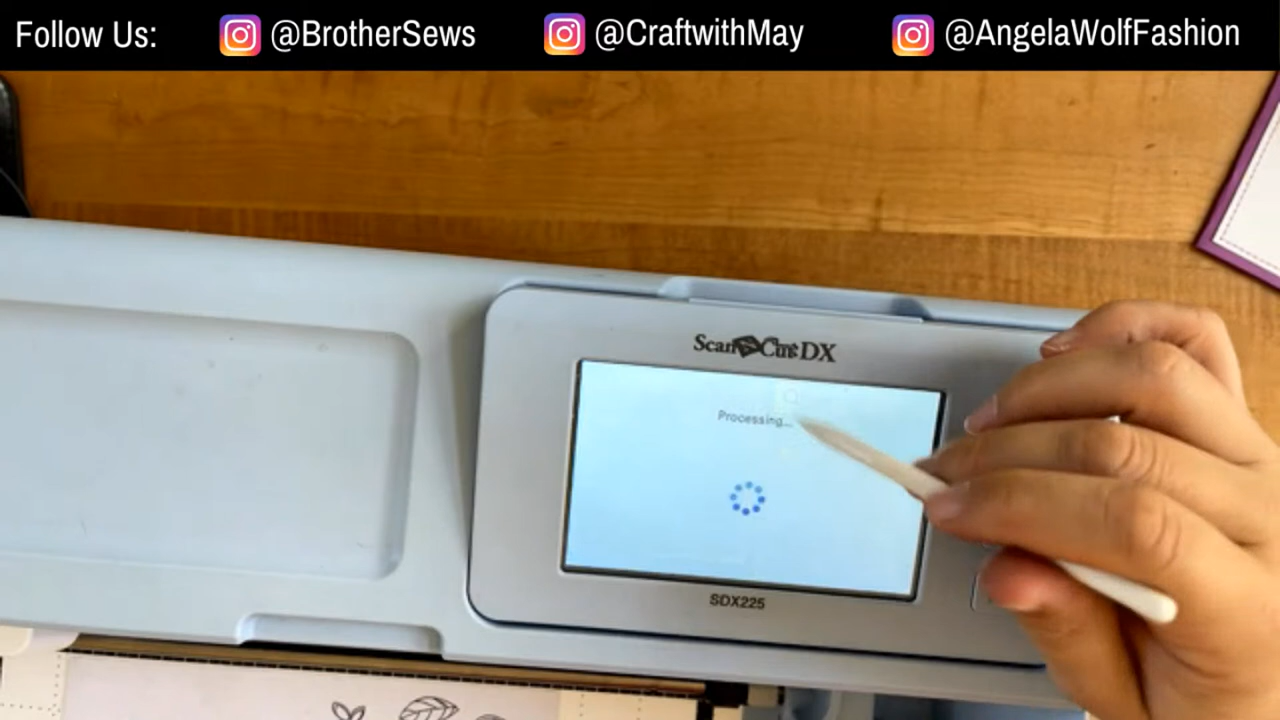 Follow Us: @BrotherSews @CraftwithMay @AngelaWolfFashion
ScanNCut DX
Processing...
SDX225